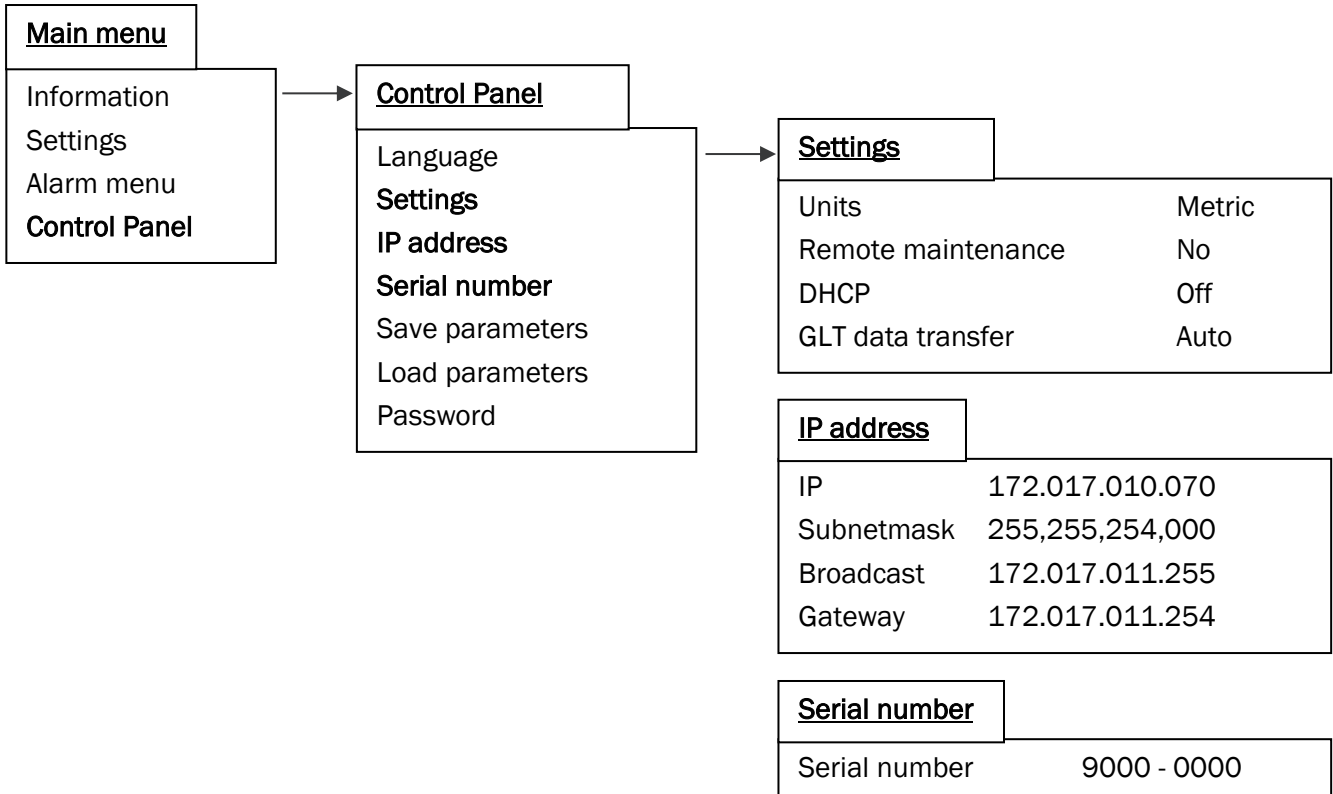 Main menu
Information
Settings
Alarm menu
Control Panel
Control Panel
Language
Settings
IP address
Serial number
Save parameters
Load parameters
Password
Settings
Units Metric
Remote maintenance No
DHCP Off
GLT data transfer Auto
IP address
IP 172.017.010.070
Subnetmask 255,255,254,000
Broadcast 172.017.011.255
Gateway 172.017.011.254
Serial number
Serial number 9000 - 0000